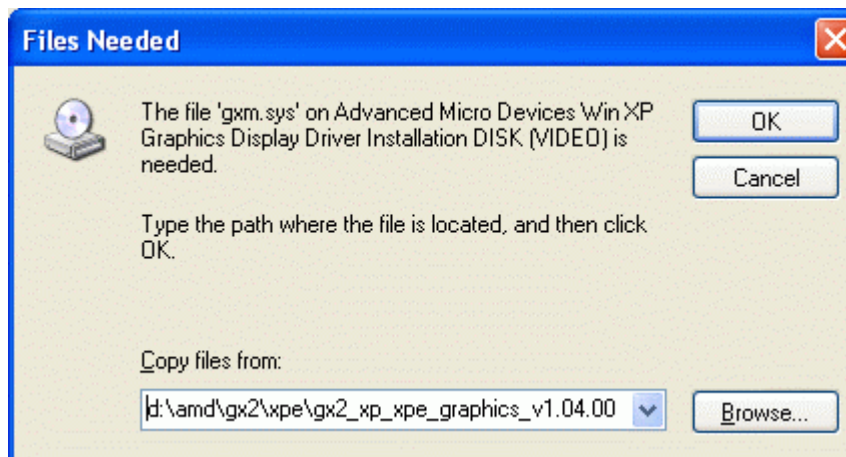 Files Needed
The file 'gxm.sys' on Advanced Micro Devices Win XP
Graphics Display Driver Installation DISK (VIDEO) is
needed.
OK
Cancel
Type the path where the file is located, and then click
OK.
Copy files from:
d:\amd\gx2\xpe\gx2_xp_xpe_graphics_v1.04.00
Browse...